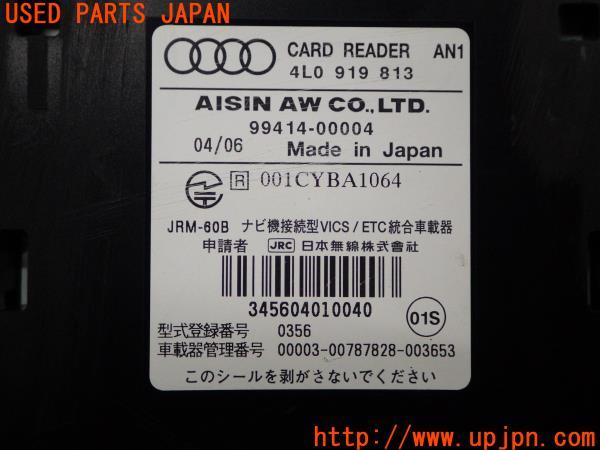 USED PARTS JAPAN
CARD READER AN1
4L0 919 813
AISIN AW CO.,LTD.
99414-00004
04/06 Made in Japan
R 001CYBA1064
JRM-60B ナビ機接続型VICS/ETC統合車載器
申請者 JRC 日本無線株式會社
345604010040
01S
型式登録番号 0356
車載器管理番号 00003-00787828-003653
このシールを剥がさないでください
http://www.upjpn.com/